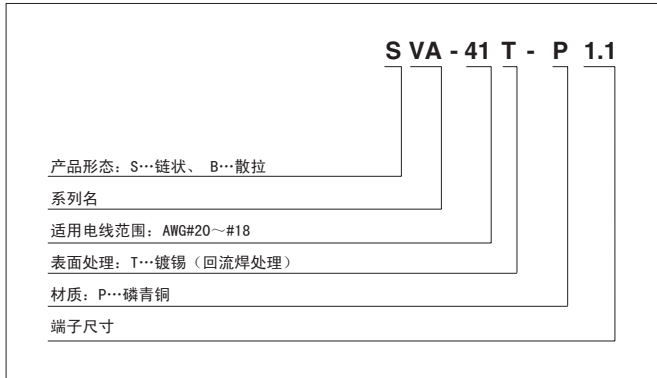 S VA - 41 T - P 1.1
产品形态：S…链状、 B…散拉
系列名
适用电线范围：AWG#20～#18
表面处理：T…镀锡（回流焊处理）
材质：P…磷青铜
端子尺寸